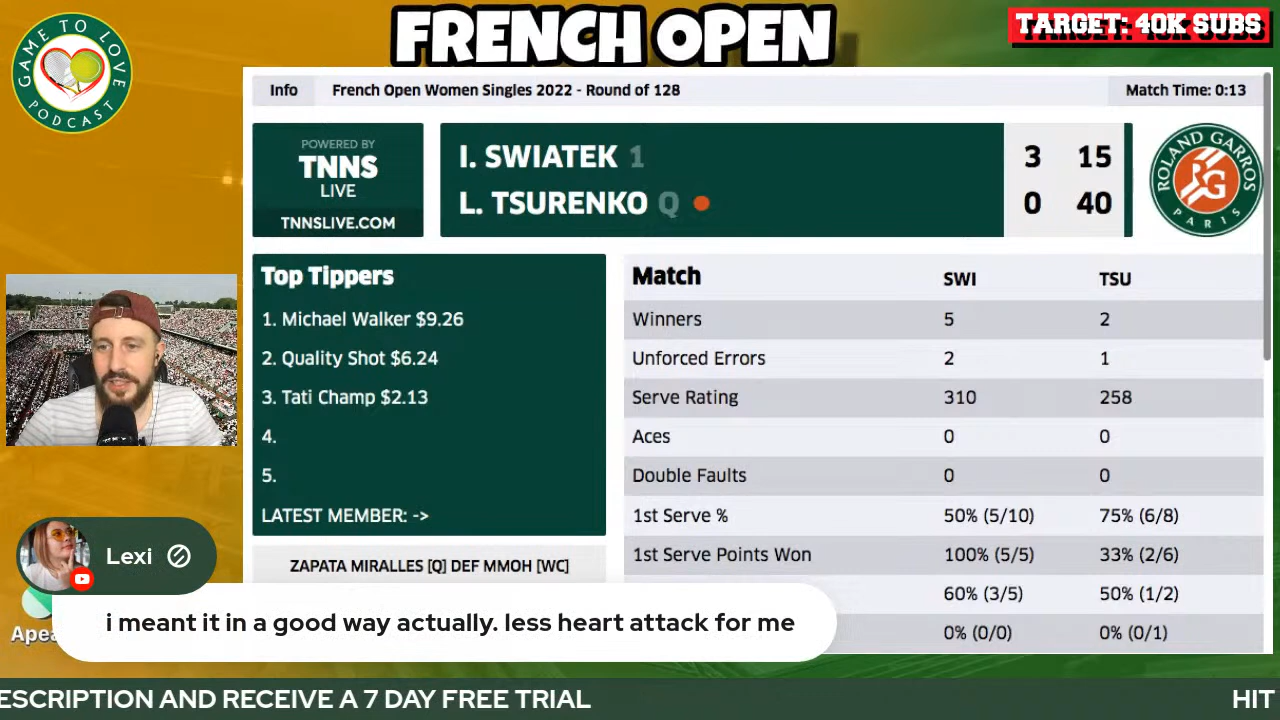 GAME TO LOVE
PODCAST
FRENCH OPEN
TARGET: 40K SUBS
Info
French Open Women Singles 2022 - Round of 128
Match Time: 0:13
POWERED BY
TNNS
LIVE
TNNSLIVE.COM
I. SWIATEK 1
3 15
L. TSURENKO Q
0 40
ROLAND GARROS
RG
PARIS
Top Tippers
1. Michael Walker $9.26
2. Quality Shot $6.24
3. Tati Champ $2.13
4.
5.
LATEST MEMBER: ->
ZAPATA MIRALLES [Q] DEF MMOH [WC]
Match SWI TSU
Winners 5 2
Unforced Errors 2 1
Serve Rating 310 258
Aces 0 0
Double Faults 0 0
1st Serve % 50% (5/10) 75% (6/8)
1st Serve Points Won 100% (5/5) 33% (2/6)
60% (3/5) 50% (1/2)
0% (0/0) 0% (0/1)
Lexi
i meant it in a good way actually. less heart attack for me
ESCRIPTION AND RECEIVE A 7 DAY FREE TRIAL
HIT